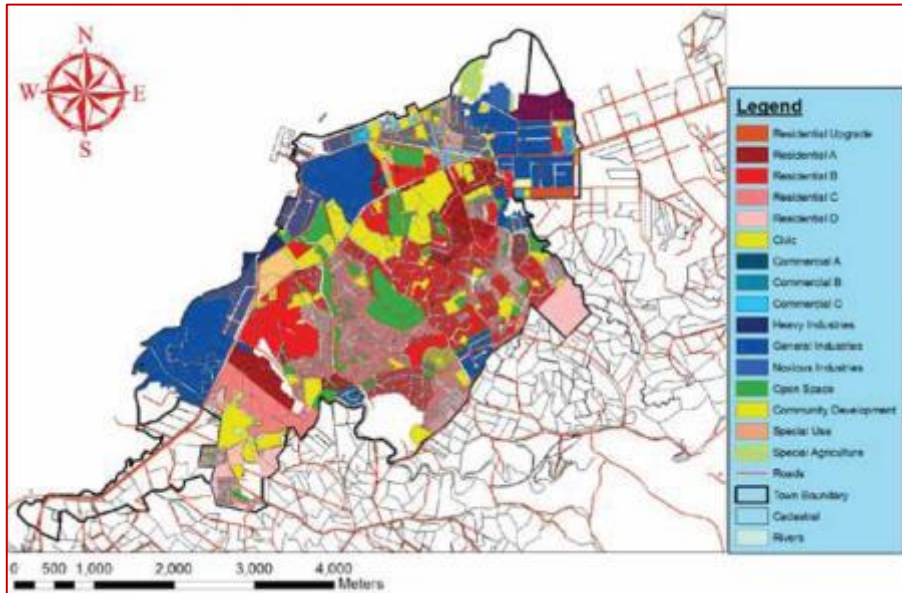 N
W E
S
Legend
Residential Upgrade
Residential A
Residential B
Residential C
Residential D
Civic
Commercial A
Commercial B
Commercial C
Heavy Industries
General Industries
Noxious Industries
Open Space
Community Development
Special Use
Special Agriculture
Roads
Town Boundary
Cadastral
Rivers
0 500 1,000 2,000 3,000 4,000
Meters